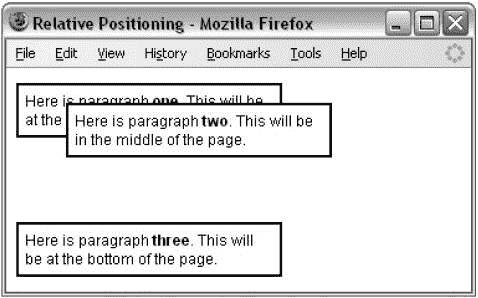 Relative Positioning - Mozilla Firefox
File Edit View History Bookmarks Tools Help
Here is paragraph one. This will be
at the
Here is paragraph two. This will be
in the middle of the page.
Here is paragraph three. This will
be at the bottom of the page.